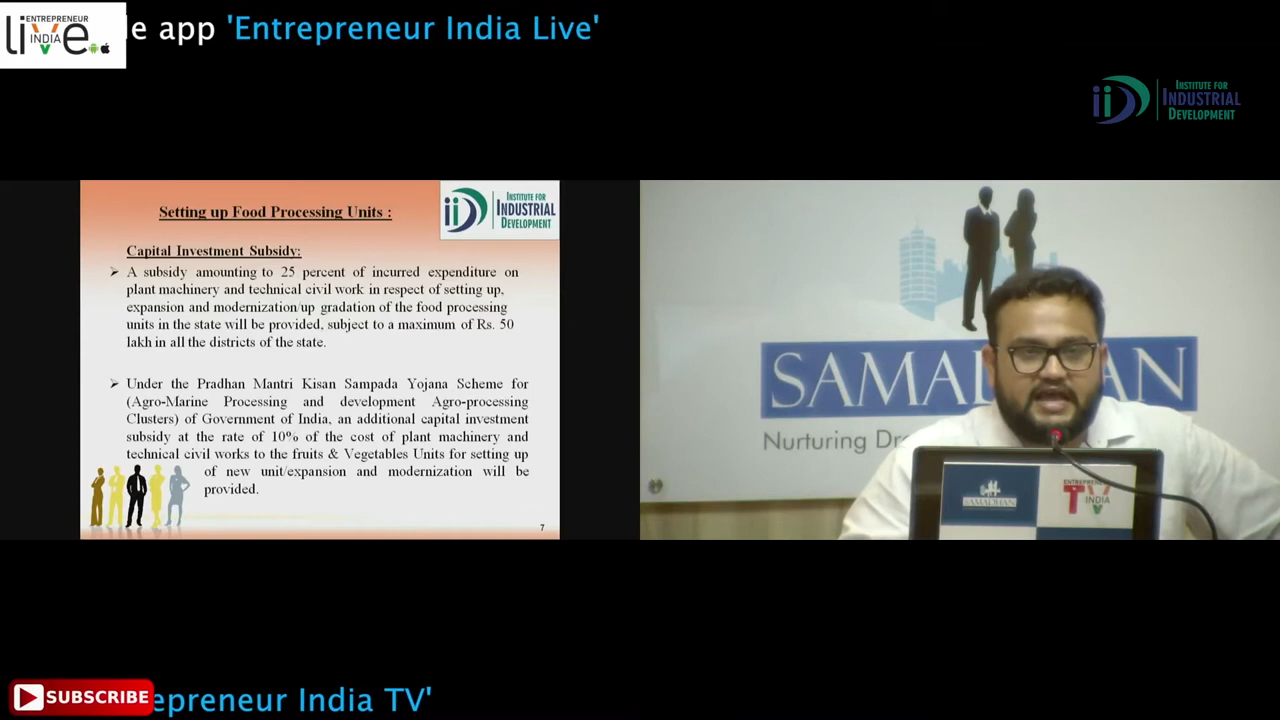 e app 'Entrepreneur India Live'
ENTREPRENEUR
live
INDIA
iiD
INSTITUTE FOR
INDUSTRIAL
DEVELOPMENT
Setting up Food Processing Units :
iiD
INSTITUTE FOR
INDUSTRIAL
DEVELOPMENT
Capital Investment Subsidy:
➢ A subsidy amounting to 25 percent of incurred expenditure on
plant machinery and technical civil work in respect of setting up,
expansion and modernization/up gradation of the food processing
units in the state will be provided, subject to a maximum of Rs. 50
lakh in all the districts of the state.
➢ Under the Pradhan Mantri Kisan Sampada Yojana Scheme for
(Agro-Marine Processing and development Agro-processing
Clusters) of Government of India, an additional capital investment
subsidy at the rate of 10% of the cost of plant machinery and
technical civil works to the fruits & Vegetables Units for setting up
of new unit/expansion and modernization will be
provided.
7
SAMA AN
Nurturing Dr
SAMADHAN
ENTREPRENEUR
TV
INDIA
SUBSCRIBE
epreneur India TV'